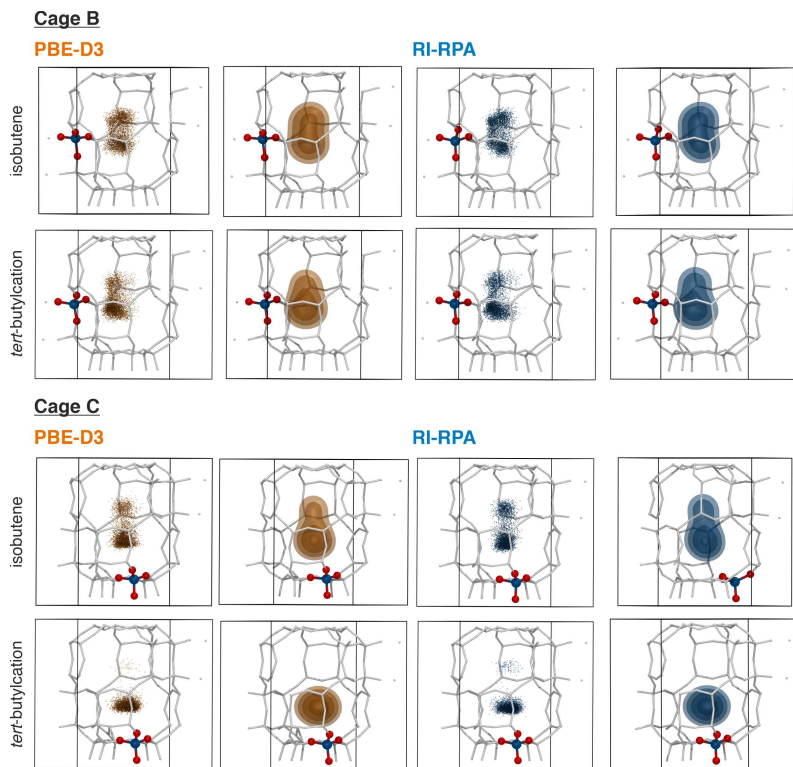 Cage B
PBE-D3 RI-RPA
isobutene
tert-butylcation
Cage C
PBE-D3 RI-RPA
isobutene
tert-butylcation